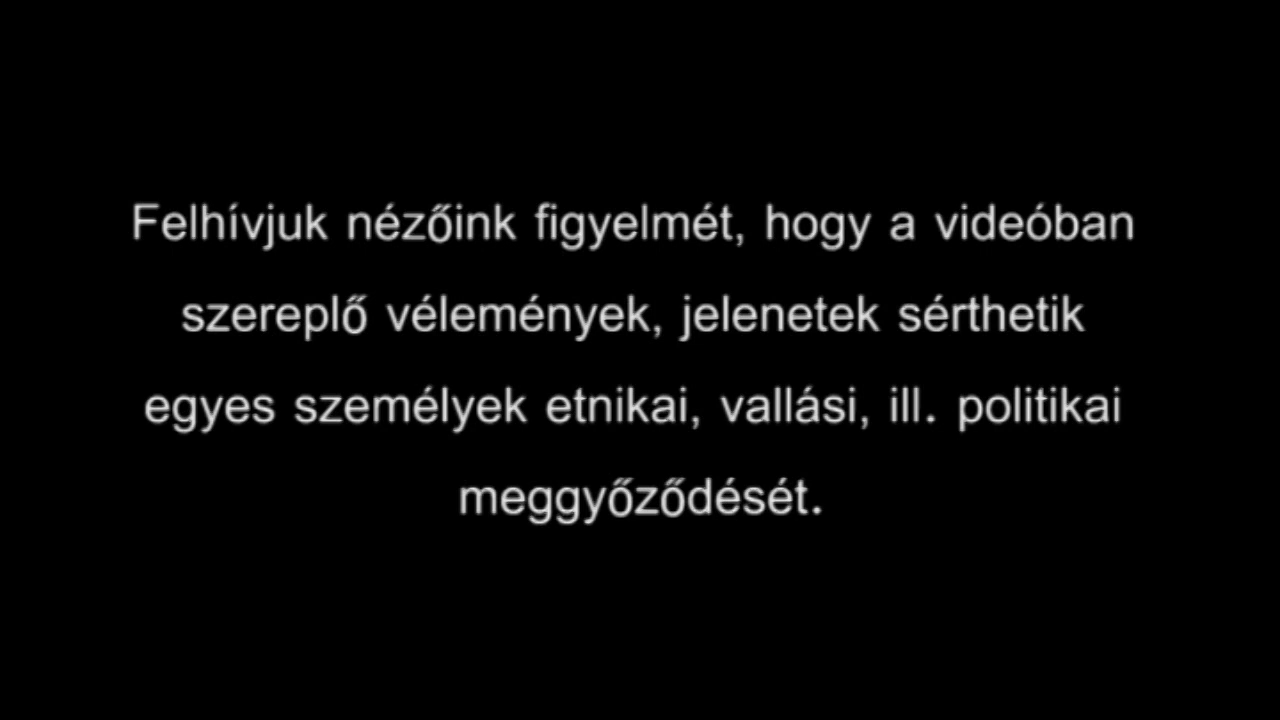 Felhívjuk nézőink figyelmét, hogy a videóban
szereplő vélemények, jelenetek sérthetik
egyes személyek etnikai, vallási, ill. politikai
meggyőződését.